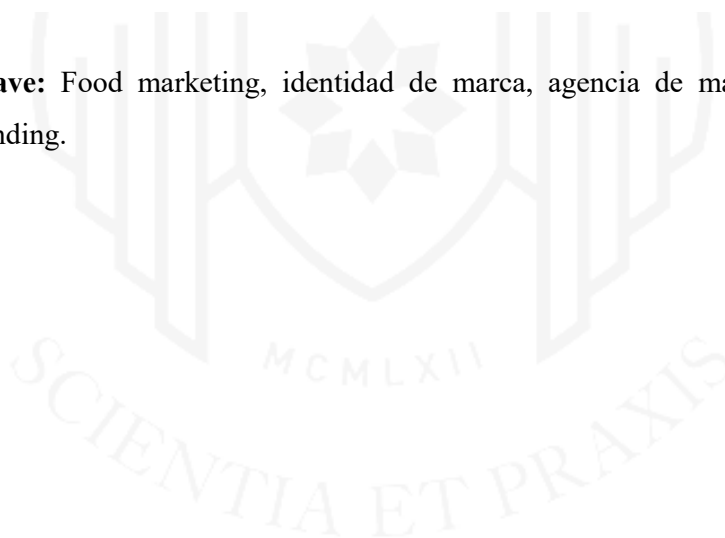 ave: Food marketing, identidad de marca, agencia de ma
nding.
MCMLXII
SCIENTIA ET PRAXIS